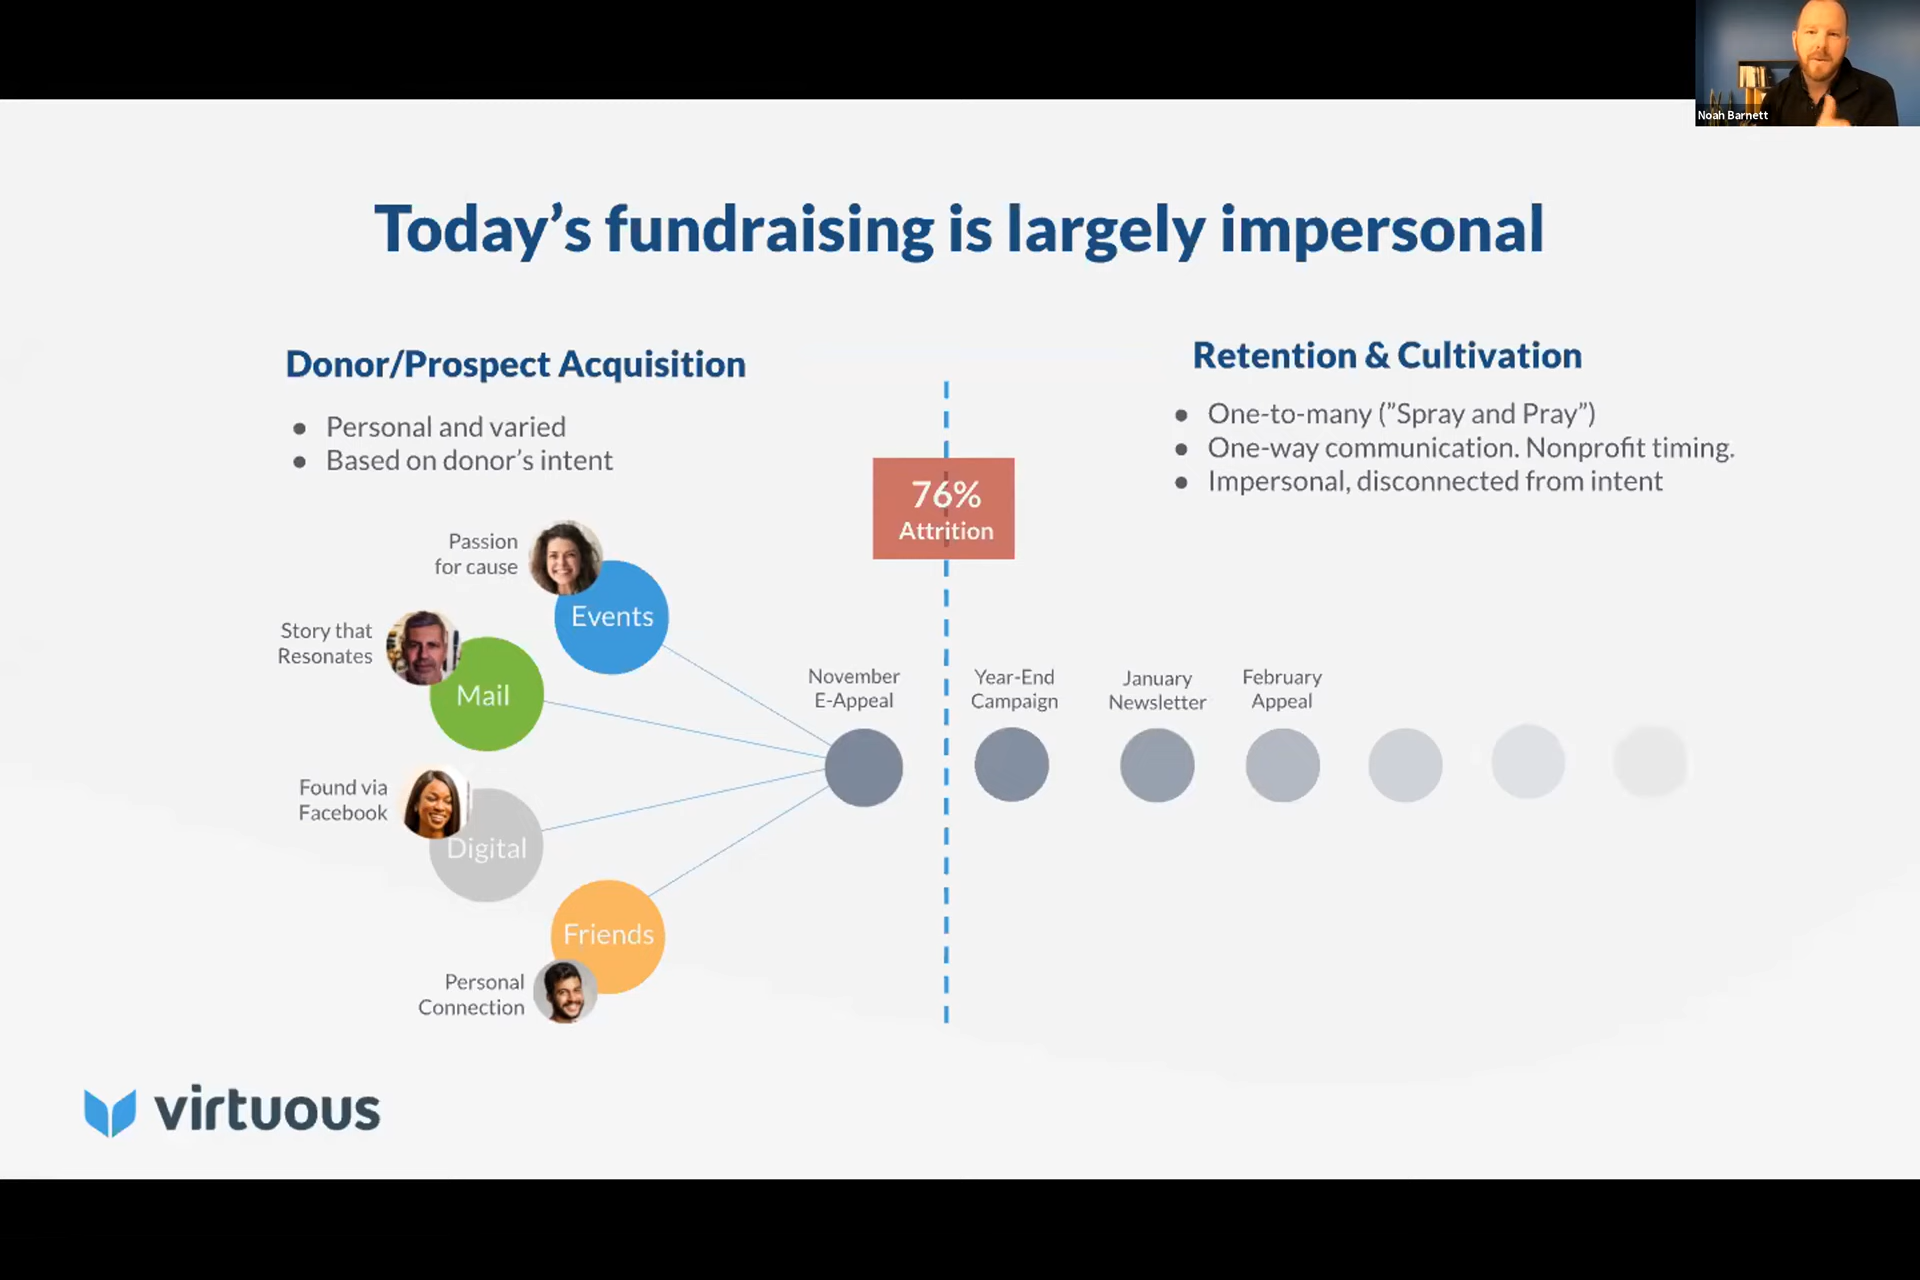 Noah Barnett
Today’s fundraising is largely impersonal
Donor/Prospect Acquisition
● Personal and varied
● Based on donor’s intent
Retention & Cultivation
● One-to-many (”Spray and Pray”)
● One-way communication. Nonprofit timing.
● Impersonal, disconnected from intent
76%
Attrition
Passion
for cause
Events
Story that
Resonates
Mail
Found via
Facebook
Digital
Friends
Personal
Connection
November
E-Appeal
Year-End
Campaign
January
Newsletter
February
Appeal
virtuous